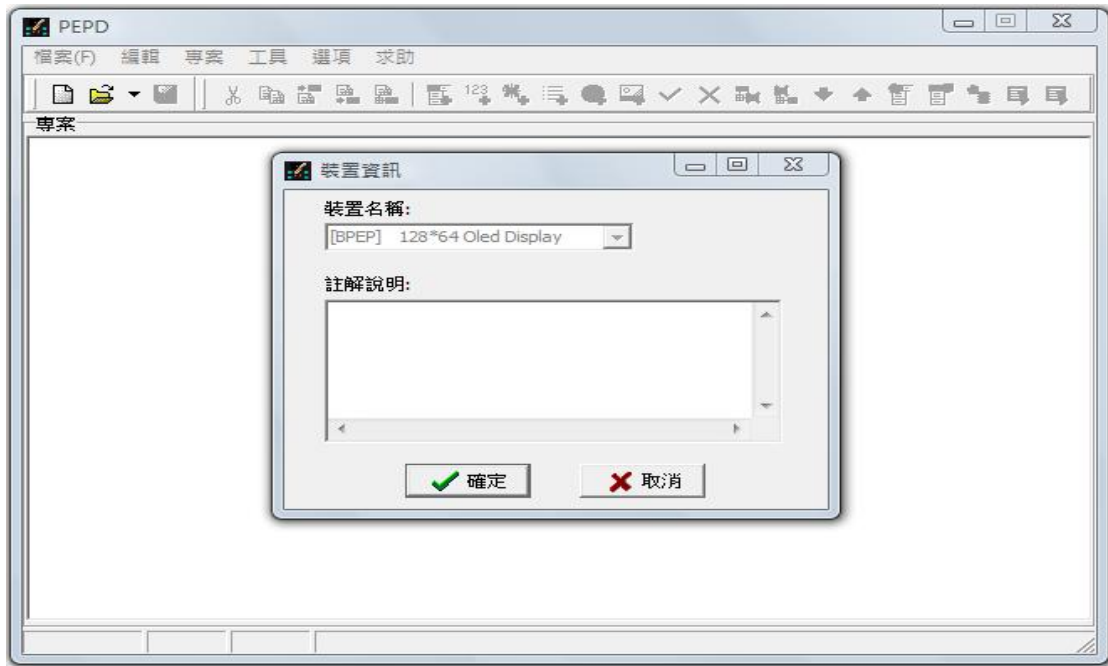 PEPD
檔案(F) 編輯 專案 工具 選項 求助
123
專案
裝置資訊
裝置名稱:
[BPEP] 128*64 Oled Display
註解說明:
確定 取消